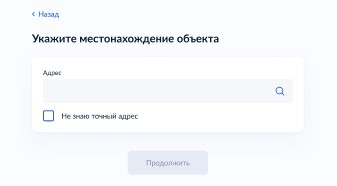 Назад
Укажите местонахождение объекта
Адрес
Не знаю точный адрес
Продолжить